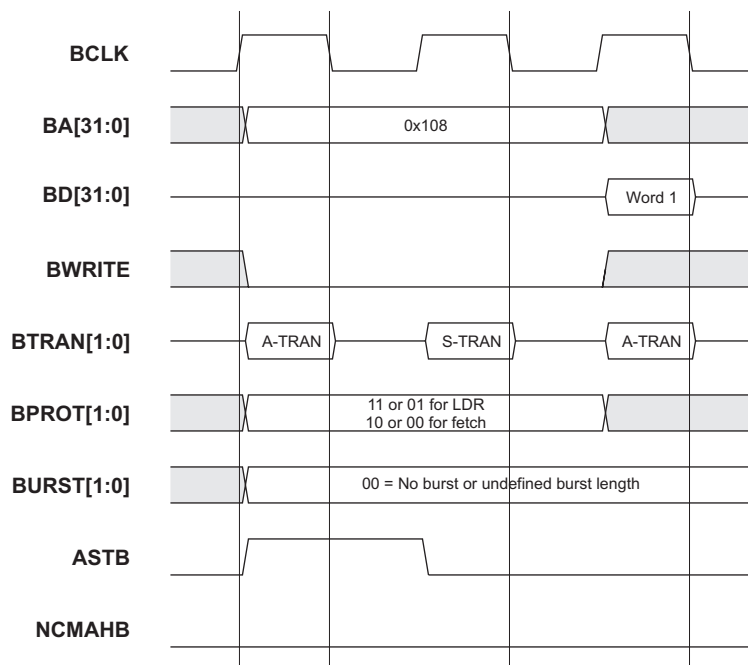 BCLK
BA[31:0]
0x108
BD[31:0]
Word 1
BWRITE
BTRAN[1:0]
A-TRAN
S-TRAN
A-TRAN
BPROT[1:0]
11 or 01 for LDR
10 or 00 for fetch
BURST[1:0]
00 = No burst or undefined burst length
ASTB
NCMAHB